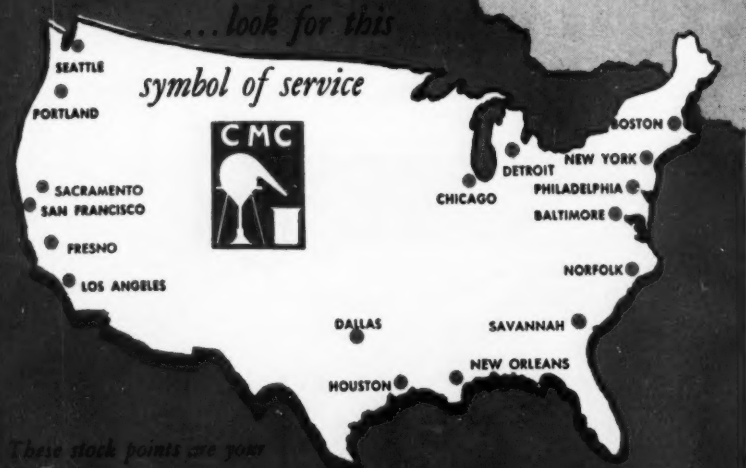 ...look for this
symbol of service
CMC
SEATTLE
PORTLAND
SACRAMENTO
SAN FRANCISCO
FRESNO
LOS ANGELES
DALLAS
HOUSTON
NEW ORLEANS
SAVANNAH
NORFOLK
BALTIMORE
PHILADELPHIA
NEW YORK
BOSTON
DETROIT
CHICAGO
These stock points are your